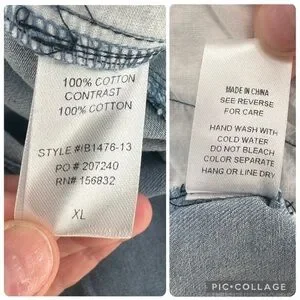 100% COTTON
CONTRAST
100% COTTON
STYLE #IB1476-13
PO # 207240
RN# 156832
XL
MADE IN CHINA
SEE REVERSE
FOR CARE
HAND WASH WITH
COLD WATER
DO NOT BLEACH
COLOR SEPARATE
HANG OR LINE DRY
PIC•COLLAGE